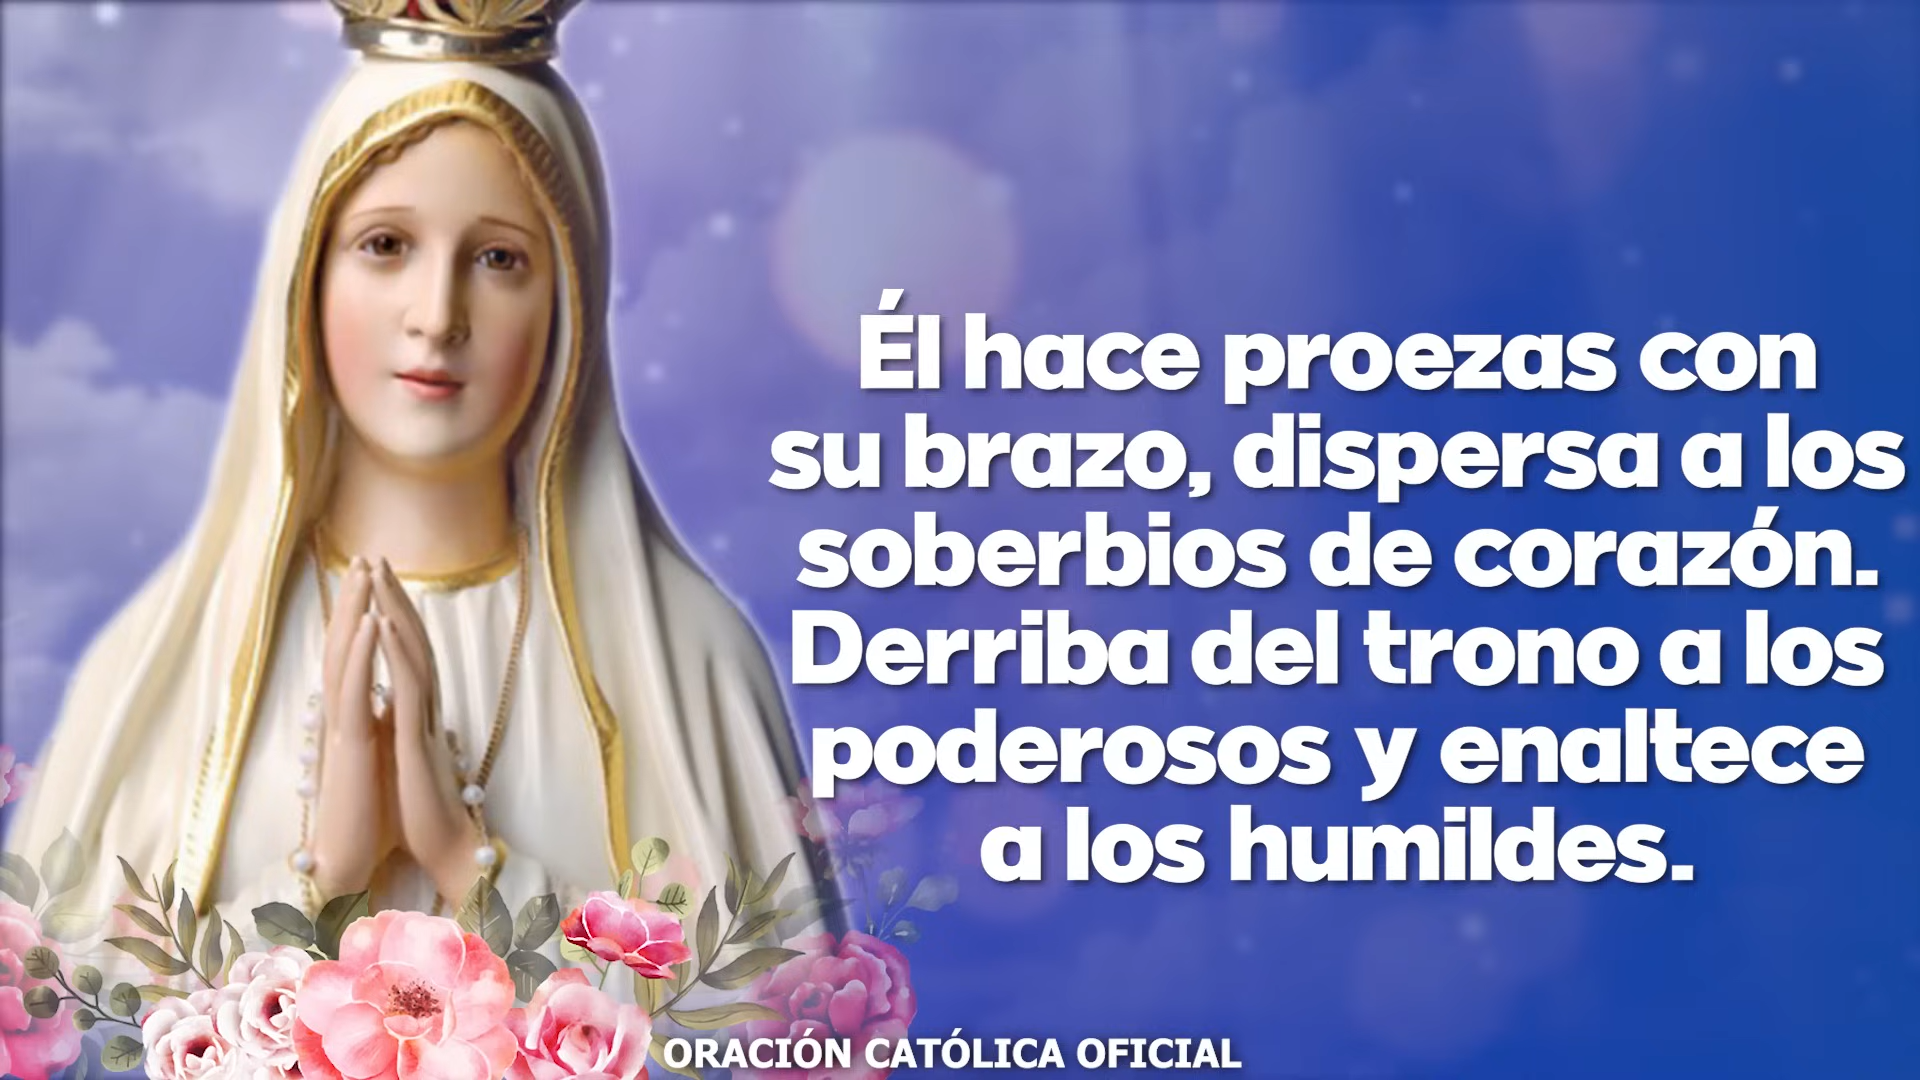 Él hace proezas con
su brazo, dispersa a los
soberbios de corazón.
Derriba del trono a los
poderosos y enaltece
a los humildes.
ORACIÓN CATÓLICA OFICIAL